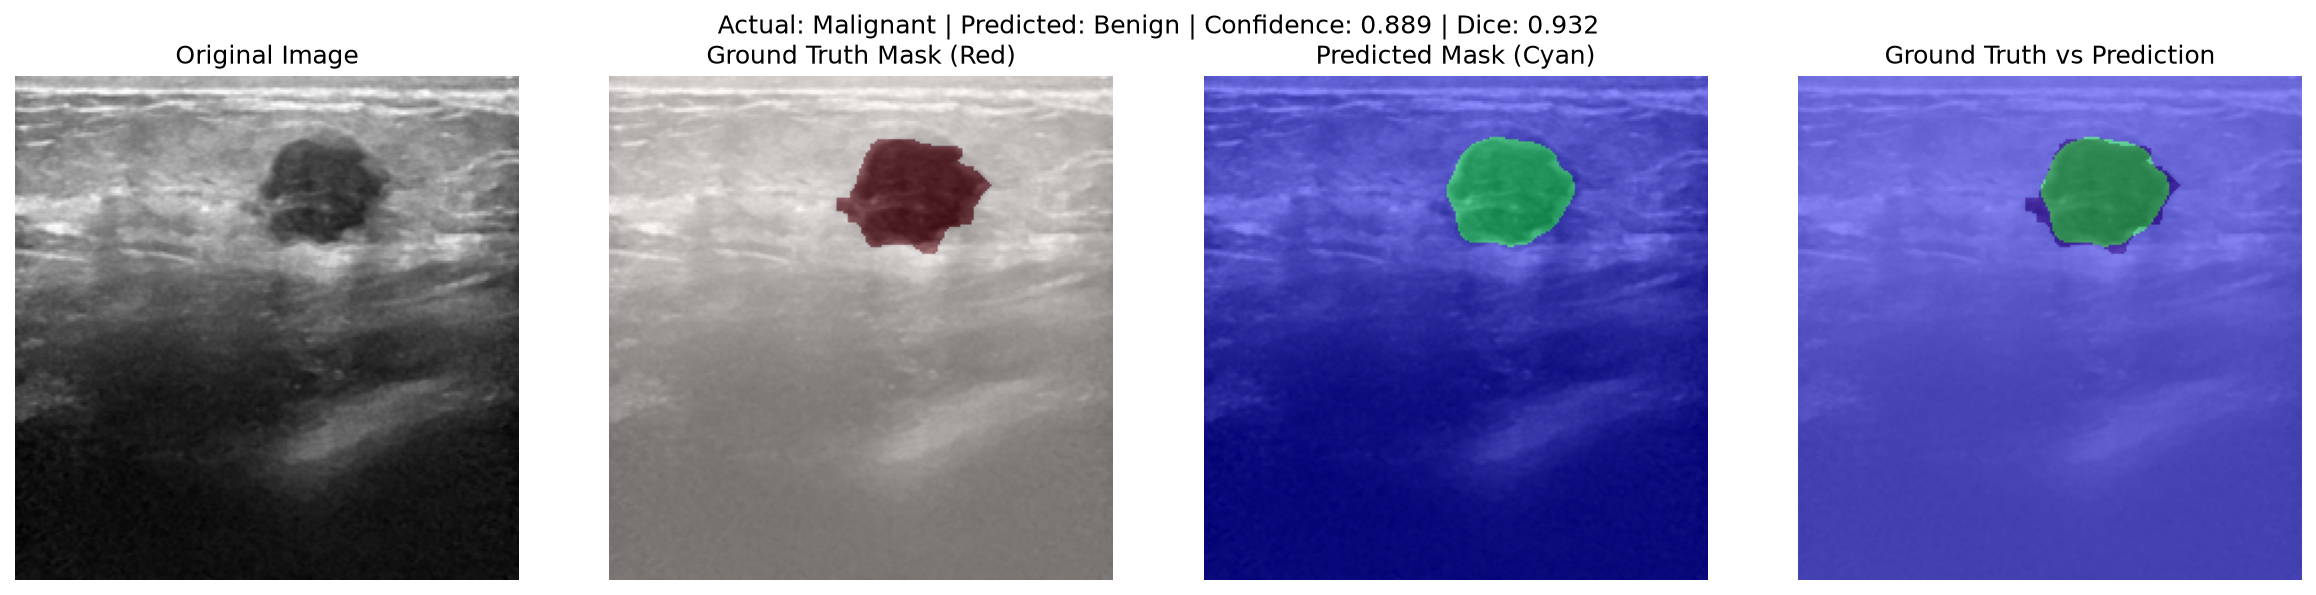 Actual: Malignant | Predicted: Benign | Confidence: 0.889 | Dice: 0.932
Original Image
Ground Truth Mask (Red)
Predicted Mask (Cyan)
Ground Truth vs Prediction